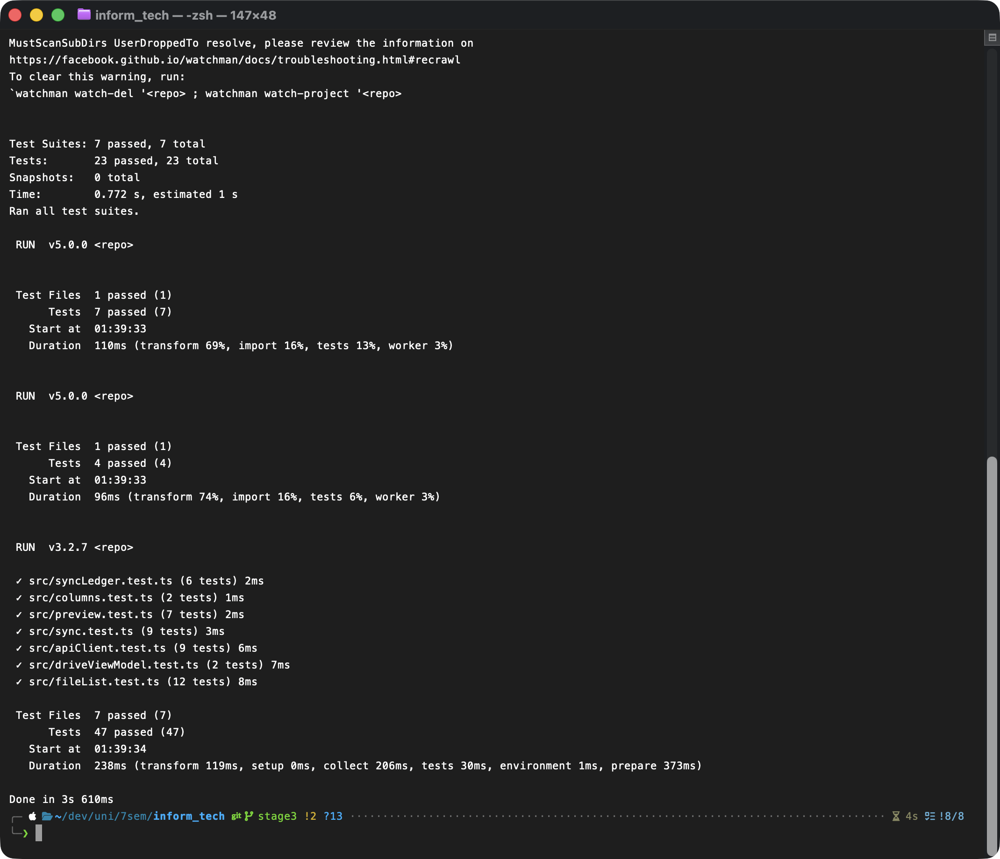 inform_tech — -zsh — 147×48
MustScanSubDirs UserDroppedTo resolve, please review the information on
https://facebook.github.io/watchman/docs/troubleshooting.html#recrawl
To clear this warning, run:
`watchman watch-del '<repo> ; watchman watch-project '<repo>
Test Suites: 7 passed, 7 total
Tests:       23 passed, 23 total
Snapshots:   0 total
Time:        0.772 s, estimated 1 s
Ran all test suites.
RUN  v5.0.0 <repo>
Test Files  1 passed (1)
Tests  7 passed (7)
Start at  01:39:33
Duration  110ms (transform 69%, import 16%, tests 13%, worker 3%)
RUN  v5.0.0 <repo>
Test Files  1 passed (1)
Tests  4 passed (4)
Start at  01:39:33
Duration  96ms (transform 74%, import 16%, tests 6%, worker 3%)
RUN  v3.2.7 <repo>
✓ src/syncLedger.test.ts (6 tests) 2ms
✓ src/columns.test.ts (2 tests) 1ms
✓ src/preview.test.ts (7 tests) 2ms
✓ src/sync.test.ts (9 tests) 3ms
✓ src/apiClient.test.ts (9 tests) 6ms
✓ src/driveViewModel.test.ts (2 tests) 7ms
✓ src/fileList.test.ts (12 tests) 8ms
Test Files  7 passed (7)
Tests  47 passed (47)
Start at  01:39:34
Duration  238ms (transform 119ms, setup 0ms, collect 206ms, tests 30ms, environment 1ms, prepare 373ms)
Done in 3s 610ms
~/dev/uni/7sem/inform_tech git stage3 !2 ?13 4s !8/8
❯